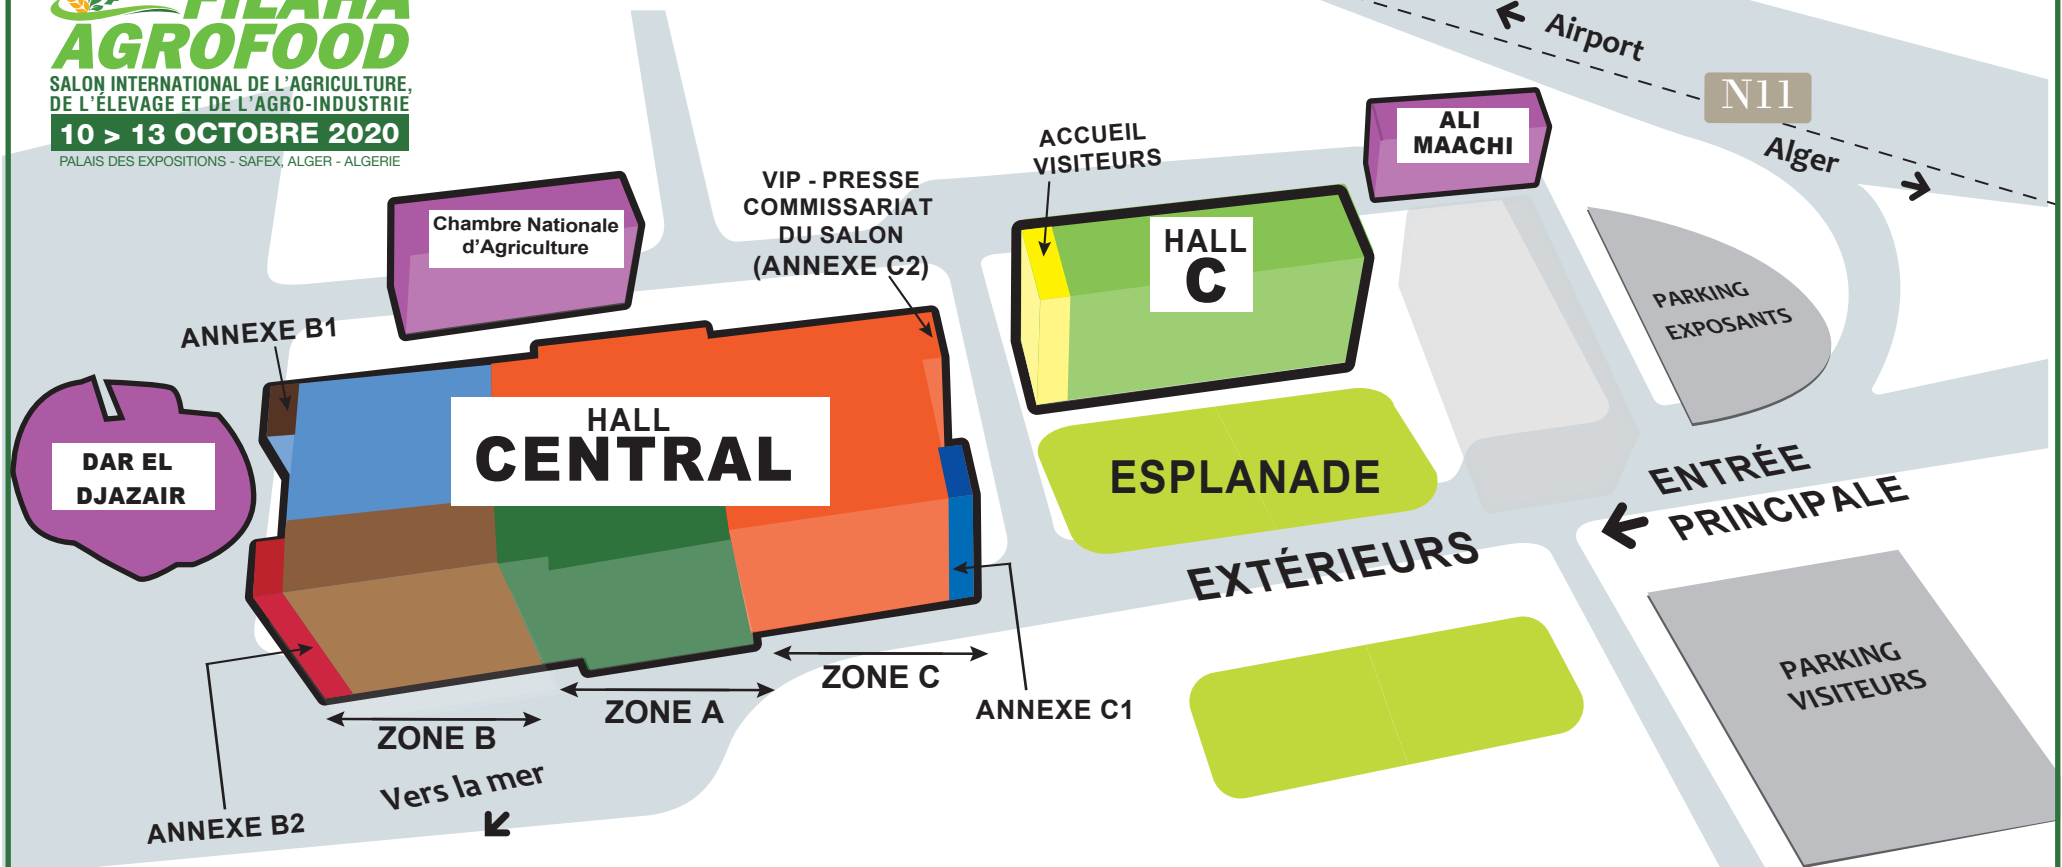 FILAHA
AGROFOOD
SALON INTERNATIONAL DE L'AGRICULTURE,
DE L'ÉLEVAGE ET DE L'AGRO-INDUSTRIE
10 > 13 OCTOBRE 2020
PALAIS DES EXPOSITIONS - SAFEX, ALGER - ALGERIE
Airport
N11
Alger
ALI
MAACHI
ACCUEIL
VISITEURS
VIP - PRESSE
COMMISSARIAT
DU SALON
(ANNEXE C2)
Chambre Nationale
d'Agriculture
HALL
C
PARKING
EXPOSANTS
ANNEXE B1
DAR EL
DJAZAIR
HALL
CENTRAL
ESPLANADE
ENTRÉE
PRINCIPALE
EXTÉRIEURS
PARKING
VISITEURS
ZONE C
ZONE A
ZONE B
ANNEXE C1
Vers la mer
ANNEXE B2